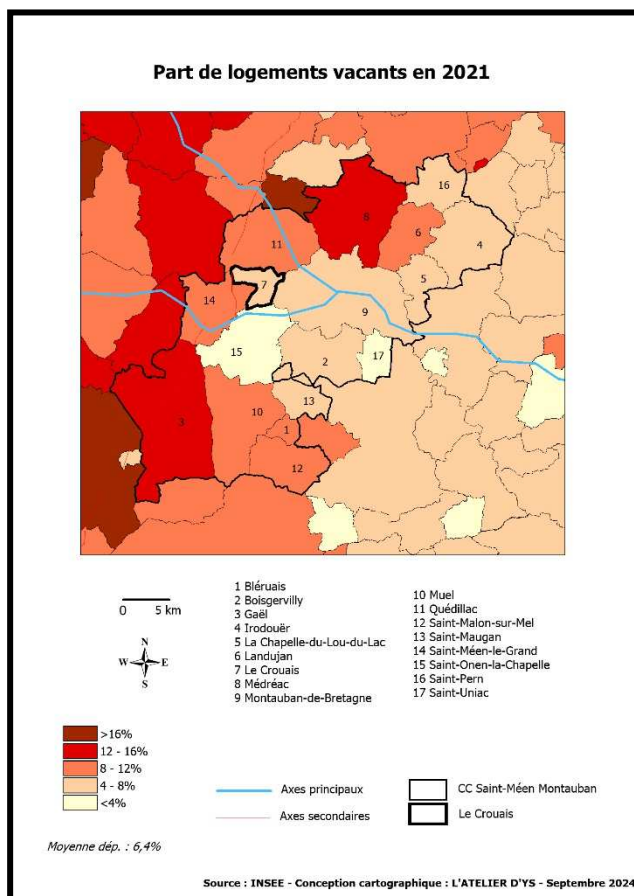 Part de logements vacants en 2021
16
8
6
4
11
5
7
14
9
15
2
17
13
3
10
1
12
0 5 km
N
W E
S
1 Bléruais
2 Boisgervilly
3 Gaël
4 Irodouër
5 La Chapelle-du-Lou-du-Lac
6 Landujan
7 Le Crouais
8 Médréac
9 Montauban-de-Bretagne
10 Muel
11 Quédillac
12 Saint-Malon-sur-Mel
13 Saint-Maugan
14 Saint-Méen-le-Grand
15 Saint-Onen-la-Chapelle
16 Saint-Pern
17 Saint-Uniac
>16%
12 - 16%
8 - 12%
4 - 8%
<4%
Axes principaux
Axes secondaires
CC Saint-Méen Montauban
Le Crouais
Moyenne dép. : 6,4%
Source : INSEE - Conception cartographique : L'ATELIER D'YS - Septembre 2024